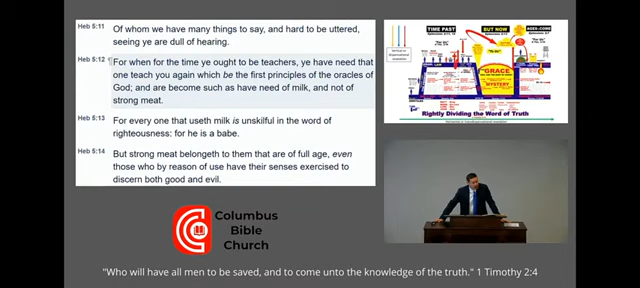 Heb 5:11 Of whom we have many things to say, and hard to be uttered,
seeing ye are dull of hearing.
Heb 5:12 For when for the time ye ought to be teachers, ye have need that
one teach you again which be the first principles of the oracles of
God; and are become such as have need of milk, and not of
strong meat.
Heb 5:13 For every one that useth milk is unskilful in the word of
righteousness: for he is a babe.
Heb 5:14 But strong meat belongeth to them that are of full age, even
those who by reason of use have their senses exercised to
discern both good and evil.
TIME PAST
BUT NOW
AGES to COME
GRACE
MYSTERY
Rightly Dividing the Word of Truth
Columbus
Bible
Church
"Who will have all men to be saved, and to come unto the knowledge of the truth." 1 Timothy 2:4